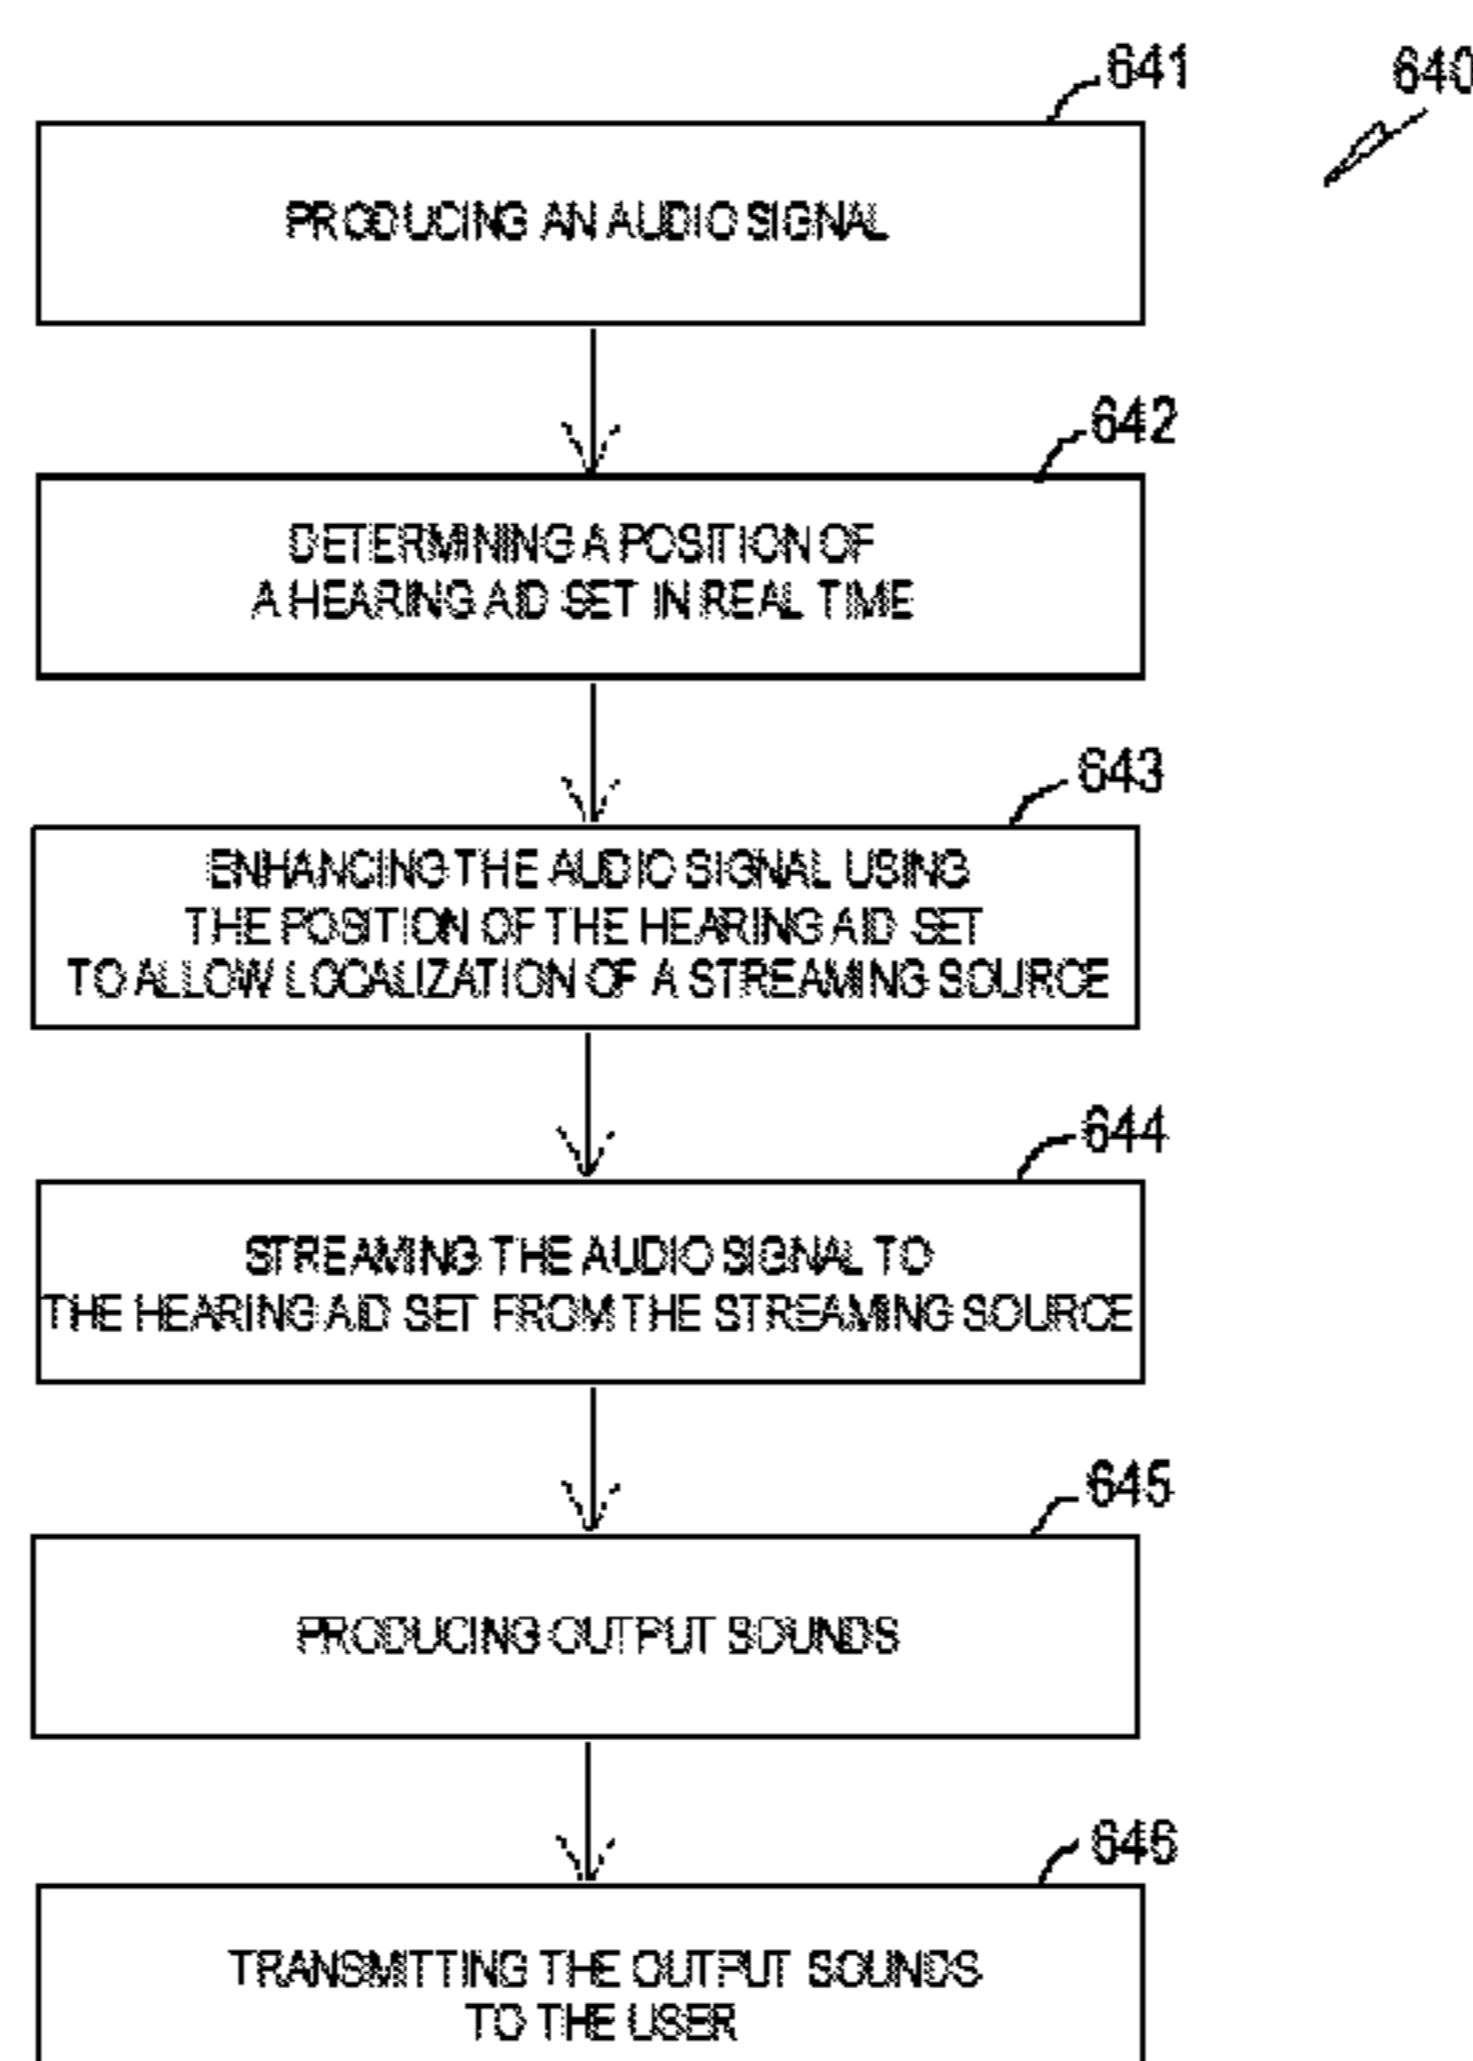 641
640
PRODUCING AN AUDIO SIGNAL
642
DETERMINING A POSITION OF
A HEARING AID SET IN REAL TIME
643
ENHANCING THE AUDIO SIGNAL USING
THE POSITION OF THE HEARING AID SET
TO ALLOW LOCALIZATION OF A STREAMING SOURCE
644
STREAMING THE AUDIO SIGNAL TO
THE HEARING AID SET FROM THE STREAMING SOURCE
645
PRODUCING OUTPUT SOUNDS
646
TRANSMITTING THE OUTPUT SOUNDS
TO THE USER